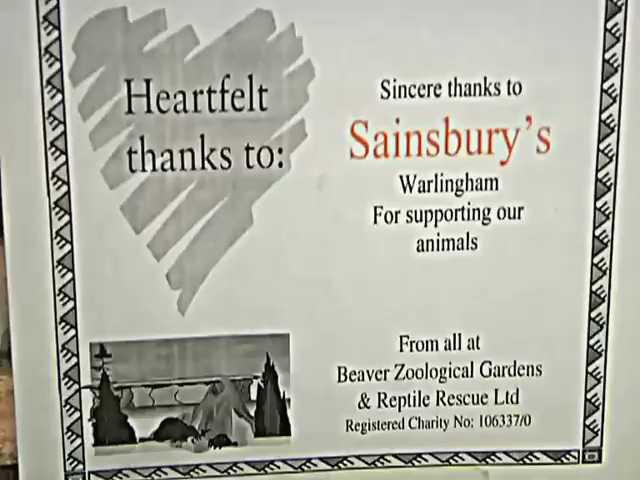 Heartfelt
thanks to:
Sincere thanks to
Sainsbury's
Warlingham
For supporting our
animals
From all at
Beaver Zoological Gardens
& Reptile Rescue Ltd
Registered Charity No: 106337/0